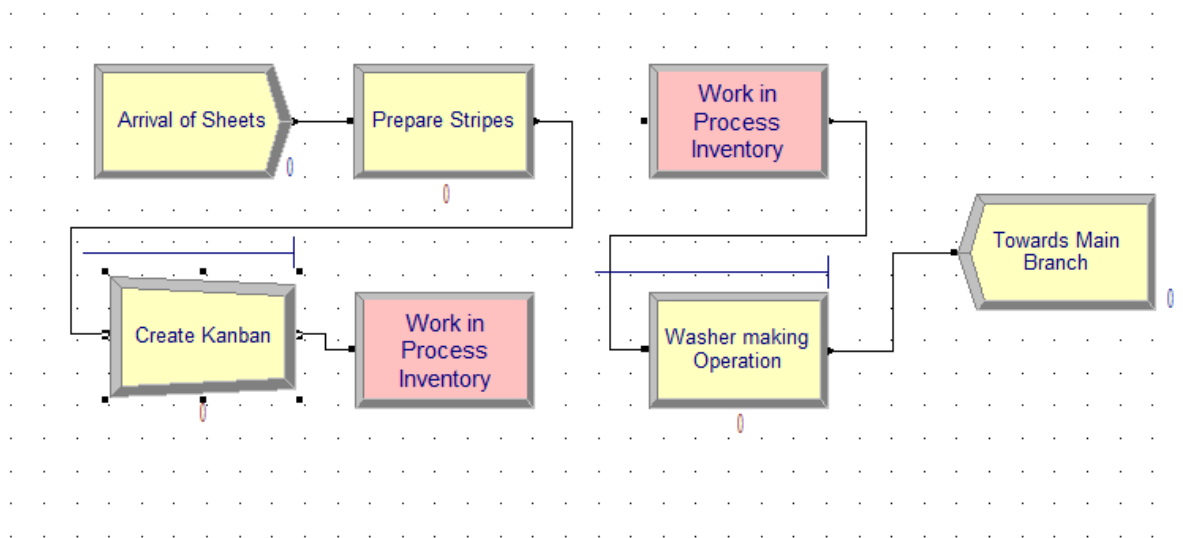 Arrival of Sheets
0
Prepare Stripes
0
Work in
Process
Inventory
Towards Main
Branch
0
Create Kanban
0
Work in
Process
Inventory
Washer making
Operation
0